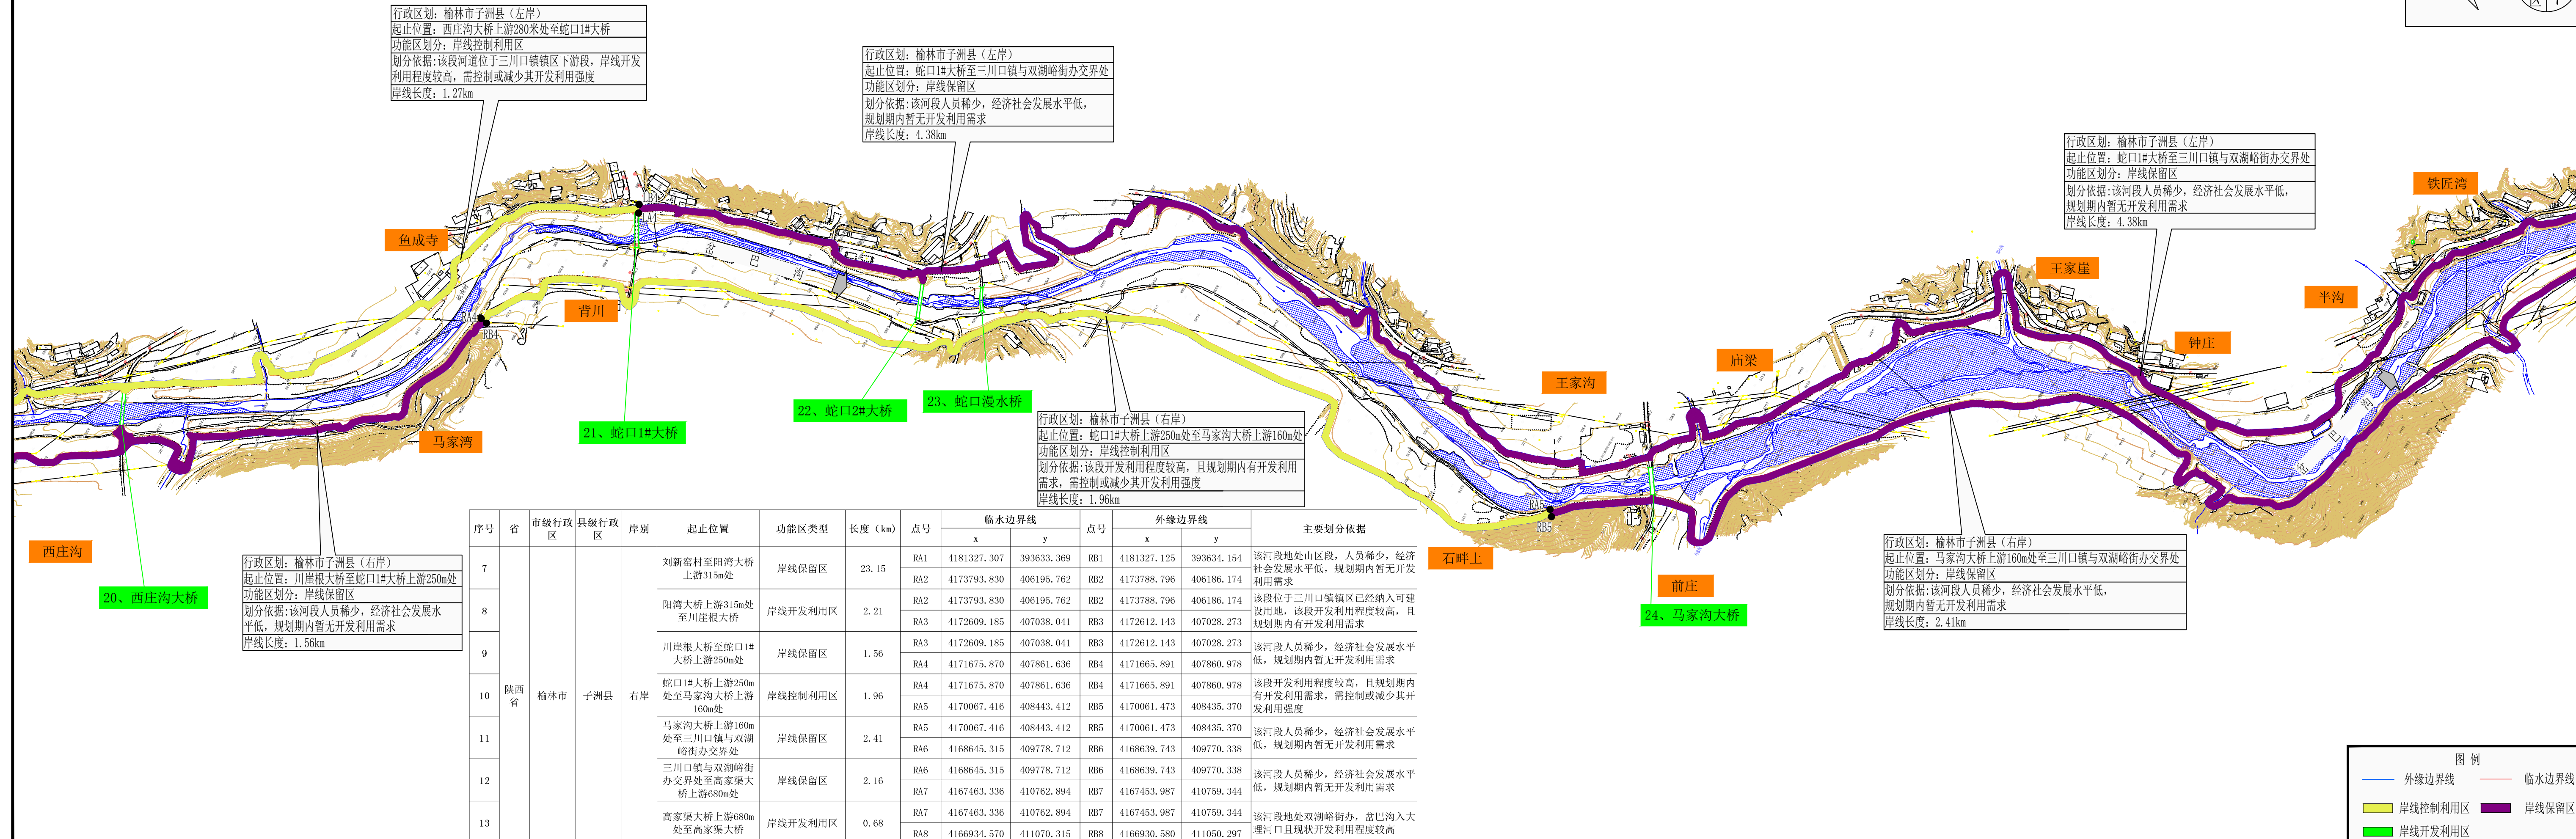 行政区划：榆林市子洲县（左岸）
起止位置：西庄沟大桥上游280米处至蛇口1#大桥
功能区划分：岸线控制利用区
划分依据:该段河道位于三川口镇镇区下游段，岸线开发
利用程度较高，需控制或减少其开发利用强度
岸线长度：1.27km
行政区划：榆林市子洲县（左岸）
起止位置：蛇口1#大桥至三川口镇与双湖峪街办交界处
功能区划分：岸线保留区
划分依据:该河段人员稀少，经济社会发展水平低，
规划期内暂无开发利用需求
岸线长度：4.38km
行政区划：榆林市子洲县（左岸）
起止位置：蛇口1#大桥至三川口镇与双湖峪街办交界处
功能区划分：岸线保留区
划分依据:该河段人员稀少，经济社会发展水平低，
规划期内暂无开发利用需求
岸线长度：4.38km
铁匠湾
LB4
LA4
鱼成寺
岔巴沟
王家崖
半沟
背川
RA4
RB4
钟庄
庙梁
王家沟
22、蛇口2#大桥
23、蛇口漫水桥
21、蛇口1#大桥
马家湾
岔巴沟
行政区划：榆林市子洲县（右岸）
起止位置：蛇口1#大桥上游250m处至马家沟大桥上游160m处
功能区划分：岸线控制利用区
划分依据:该段开发利用程度较高，且规划期内有开发利用
需求，需控制或减少其开发利用强度
岸线长度：1.96km
RA5
RB5
西庄沟
20、西庄沟大桥
行政区划：榆林市子洲县（右岸）
起止位置：川崖根大桥至蛇口1#大桥上游250m处
功能区划分：岸线保留区
划分依据:该河段人员稀少，经济社会发展水
平低，规划期内暂无开发利用需求
岸线长度：1.56km
石畔上
前庄
24、马家沟大桥
行政区划：榆林市子洲县（右岸）
起止位置：马家沟大桥上游160m处至三川口镇与双湖峪街办交界处
功能区划分：岸线保留区
划分依据:该河段人员稀少，经济社会发展水平低，
规划期内暂无开发利用需求
岸线长度：2.41km
序号 省 市级行政区 县级行政区 岸别 起止位置 功能区类型 长度（km） 点号 临水边界线 点号 外缘边界线 主要划分依据
x y x y
陕西省 榆林市 子洲县 右岸
7 刘新窑村至阳湾大桥上游315m处 岸线保留区 23.15 RA1 4181327.307 393633.369 RB1 4181327.125 393634.154 该河段地处山区段，人员稀少，经济社会发展水平低，规划期内暂无开发利用需求
RA2 4173793.830 406195.762 RB2 4173788.796 406186.174
8 阳湾大桥上游315m处至川崖根大桥 岸线开发利用区 2.21 RA2 4173793.830 406195.762 RB2 4173788.796 406186.174 该段位于三川口镇镇区已经纳入可建设用地，该段开发利用程度较高，且规划期内有开发利用需求
RA3 4172609.185 407038.041 RB3 4172612.143 407028.273
9 川崖根大桥至蛇口1#大桥上游250m处 岸线保留区 1.56 RA3 4172609.185 407038.041 RB3 4172612.143 407028.273 该河段人员稀少，经济社会发展水平低，规划期内暂无开发利用需求
RA4 4171675.870 407861.636 RB4 4171665.891 407860.978
10 蛇口1#大桥上游250m处至马家沟大桥上游160m处 岸线控制利用区 1.96 RA4 4171675.870 407861.636 RB4 4171665.891 407860.978 该段开发利用程度较高，且规划期内有开发利用需求，需控制或减少其开发利用强度
RA5 4170067.416 408443.412 RB5 4170061.473 408435.370
11 马家沟大桥上游160m处至三川口镇与双湖峪街办交界处 岸线保留区 2.41 RA5 4170067.416 408443.412 RB5 4170061.473 408435.370 该河段人员稀少，经济社会发展水平低，规划期内暂无开发利用需求
RA6 4168645.315 409778.712 RB6 4168639.743 409770.338
12 三川口镇与双湖峪街办交界处至高家渠大桥上游680m处 岸线保留区 2.16 RA6 4168645.315 409778.712 RB6 4168639.743 409770.338 该河段人员稀少，经济社会发展水平低，规划期内暂无开发利用需求
RA7 4167463.336 410762.894 RB7 4167453.987 410759.344
13 高家渠大桥上游680m处至高家渠大桥 岸线开发利用区 0.68 RA7 4167463.336 410762.894 RB7 4167453.987 410759.344 该河段地处双湖峪街办，岔巴沟入大理河口且现状开发利用程度较高
RA8 4166934.570 411070.315 RB8 4166930.580 411050.297
图 例
外缘边界线 临水边界线
岸线控制利用区 岸线保留区
岸线开发利用区